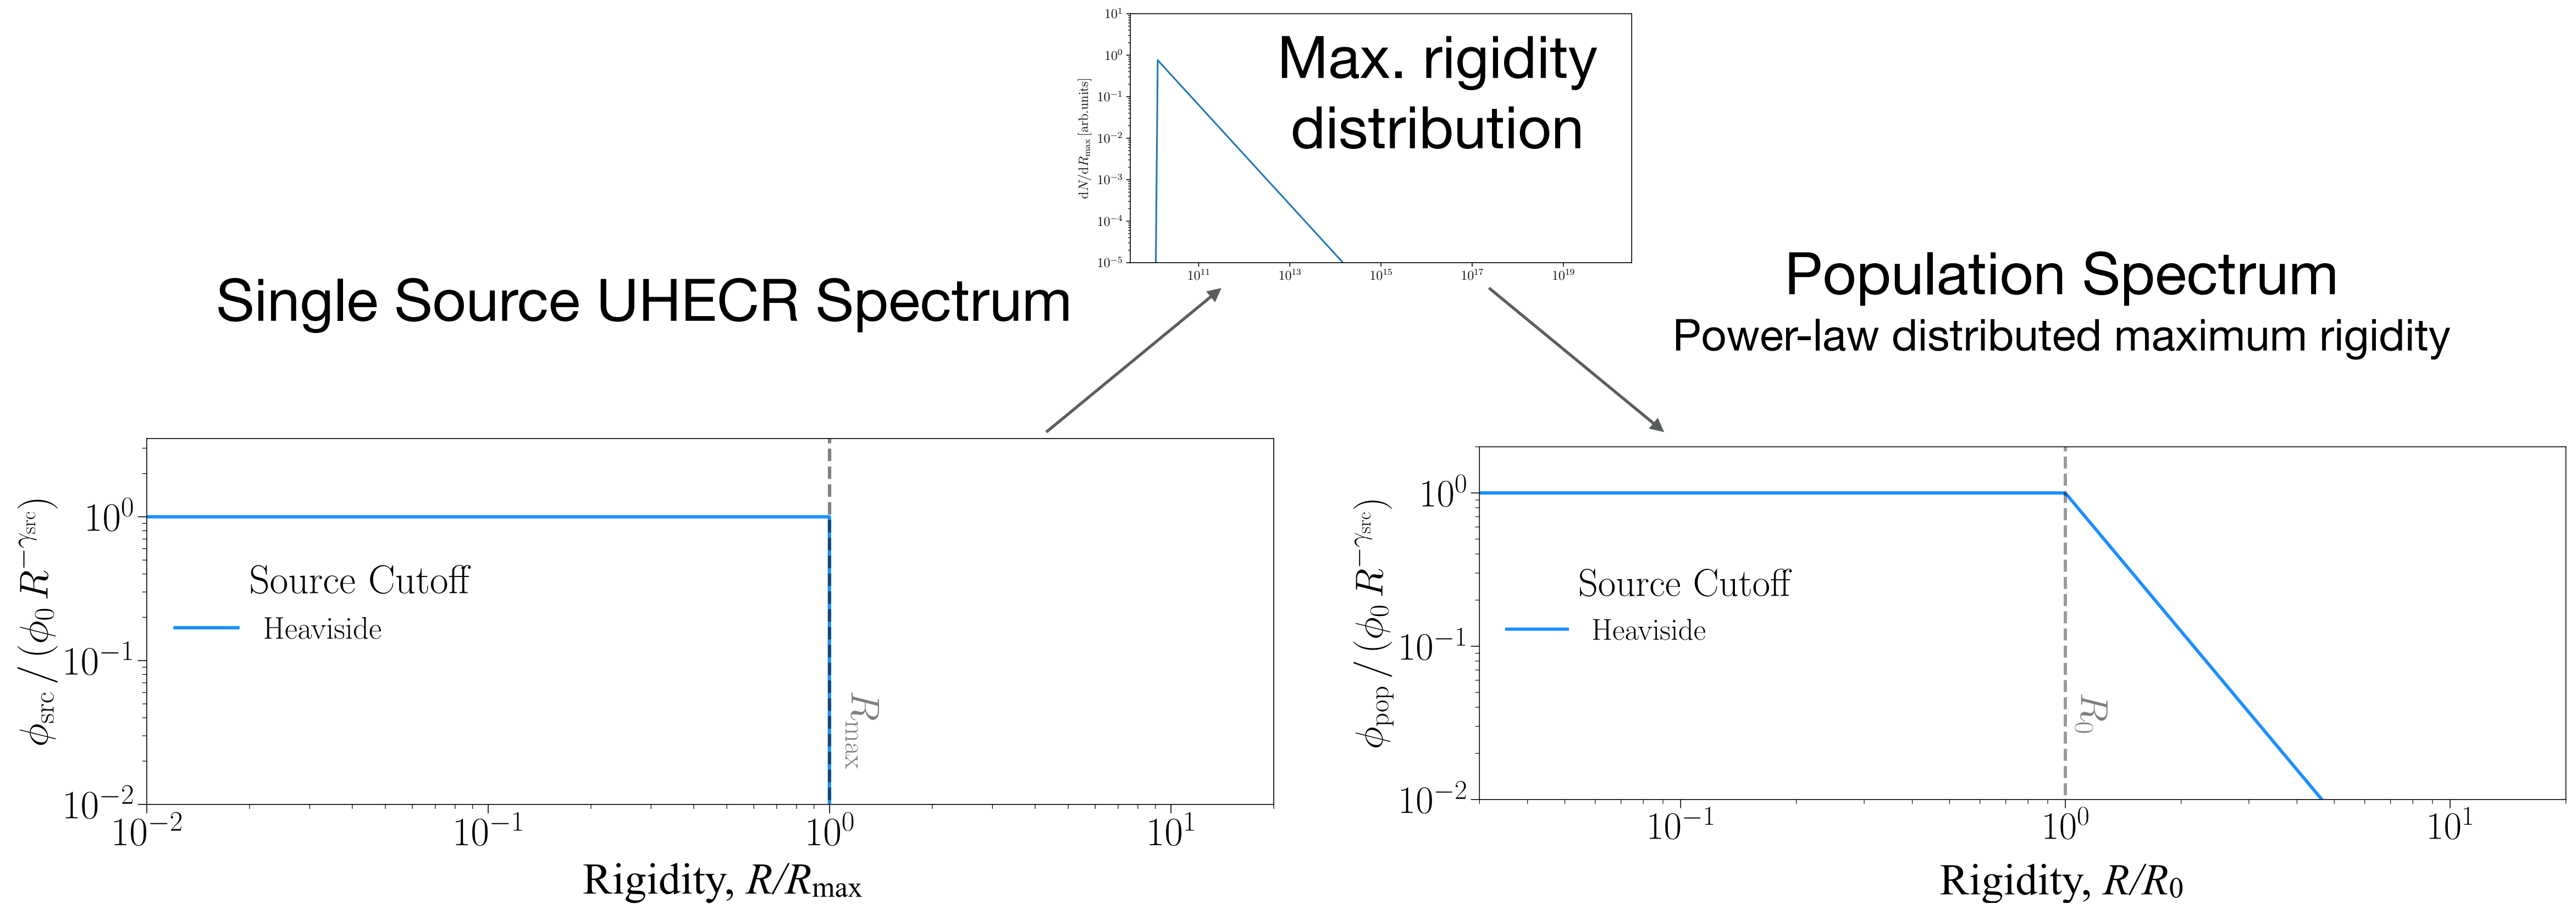 Max. rigidity
distribution
dN/dR_max [arb.units]
10^1
10^0
10^-1
10^-2
10^-3
10^-4
10^-5
10^11
10^13
10^15
10^17
10^19
Single Source UHECR Spectrum
ϕ_src / (ϕ_0 R^−γ_src)
10^0
10^-1
10^-2
Source Cutoff
Heaviside
R_max
10^-2
10^-1
10^0
10^1
Rigidity, R/R_max
Population Spectrum
Power-law distributed maximum rigidity
ϕ_pop / (ϕ_0 R^−γ_src)
10^0
10^-1
10^-2
Source Cutoff
Heaviside
R_0
10^-1
10^0
10^1
Rigidity, R/R_0